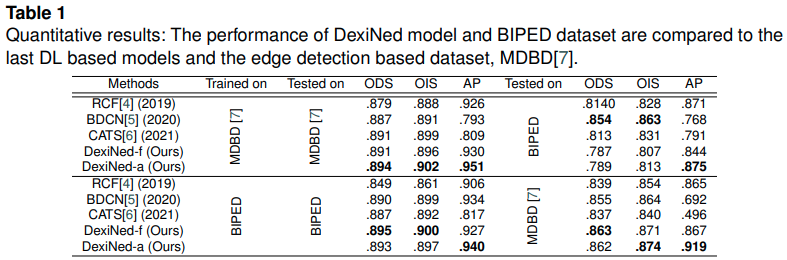 Table 1
Quantitative results: The performance of DexiNed model and BIPED dataset are compared to the
last DL based models and the edge detection based dataset, MDBD[7].
Methods Trained on Tested on ODS OIS AP Tested on ODS OIS AP
RCF[4] (2019) MDBD [7] MDBD [7] .879 .888 .926 BIPED .8140 .828 .871
BDCN[5] (2020) .887 .891 .793 .854 .863 .768
CATS[6] (2021) .891 .899 .809 .813 .831 .791
DexiNed-f (Ours) .891 .896 .930 .787 .807 .844
DexiNed-a (Ours) .894 .902 .951 .789 .813 .875
RCF[4] (2019) BIPED BIPED .849 .861 .906 MDBD [7] .839 .854 .865
BDCN[5] (2020) .890 .899 .934 .855 .864 .692
CATS[6] (2021) .887 .892 .817 .837 .840 .496
DexiNed-f (Ours) .895 .900 .927 .863 .871 .867
DexiNed-a (Ours) .893 .897 .940 .862 .874 .919